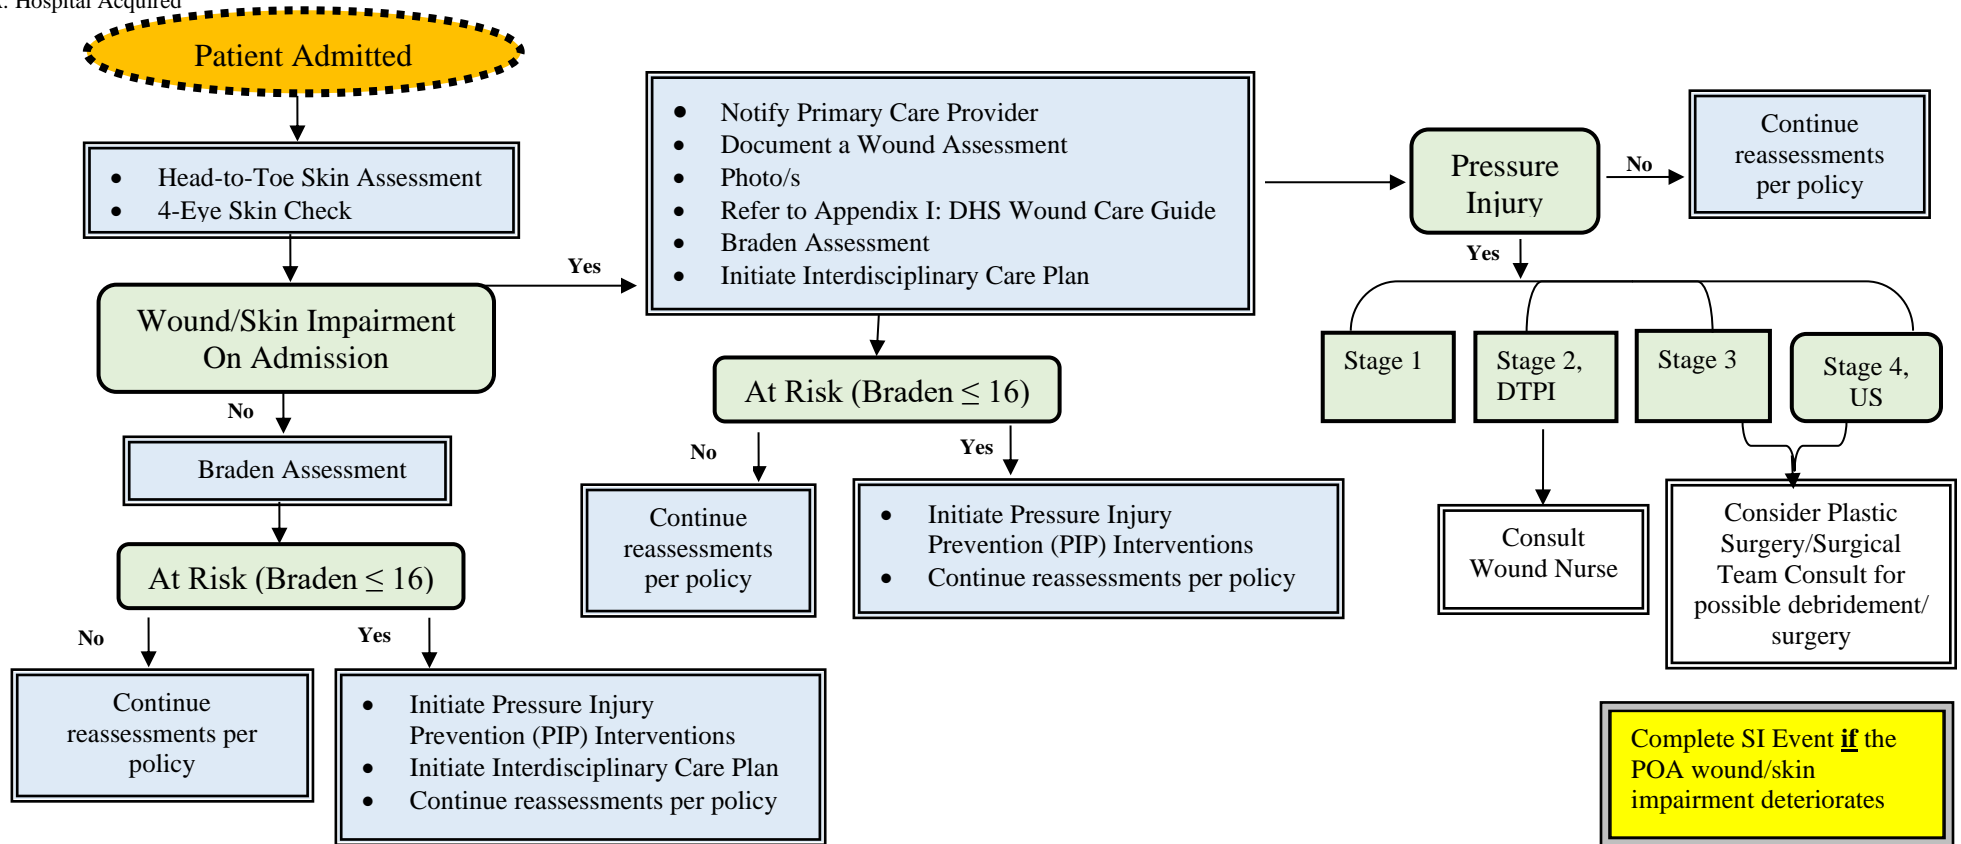 : Hospital Acquired
Patient Admitted
• Head-to-Toe Skin Assessment
• 4-Eye Skin Check
Wound/Skin Impairment
On Admission
Yes
No
Braden Assessment
At Risk (Braden ≤ 16)
No
Yes
Continue
reassessments per
policy
• Initiate Pressure Injury
Prevention (PIP) Interventions
• Initiate Interdisciplinary Care Plan
• Continue reassessments per policy
• Notify Primary Care Provider
• Document a Wound Assessment
• Photo/s
• Refer to Appendix I: DHS Wound Care Guide
• Braden Assessment
• Initiate Interdisciplinary Care Plan
At Risk (Braden ≤ 16)
No
Yes
Continue
reassessments
per policy
• Initiate Pressure Injury
Prevention (PIP) Interventions
• Continue reassessments per policy
Pressure
Injury
No
Continue
reassessments
per policy
Yes
Stage 1
Stage 2,
DTPI
Stage 3
Stage 4,
US
Consult
Wound Nurse
Consider Plastic
Surgery/Surgical
Team Consult for
possible debridement/
surgery
Complete SI Event if the
POA wound/skin
impairment deteriorates